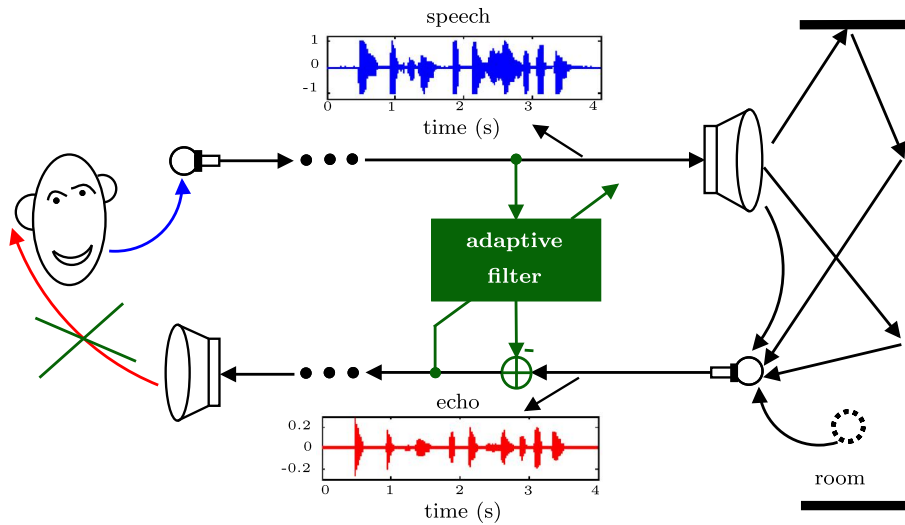 speech
1
0
-1
0 1 2 3 4
time (s)
adaptive
filter
-
echo
0.2
0
-0.2
0 1 2 3 4
time (s)
room